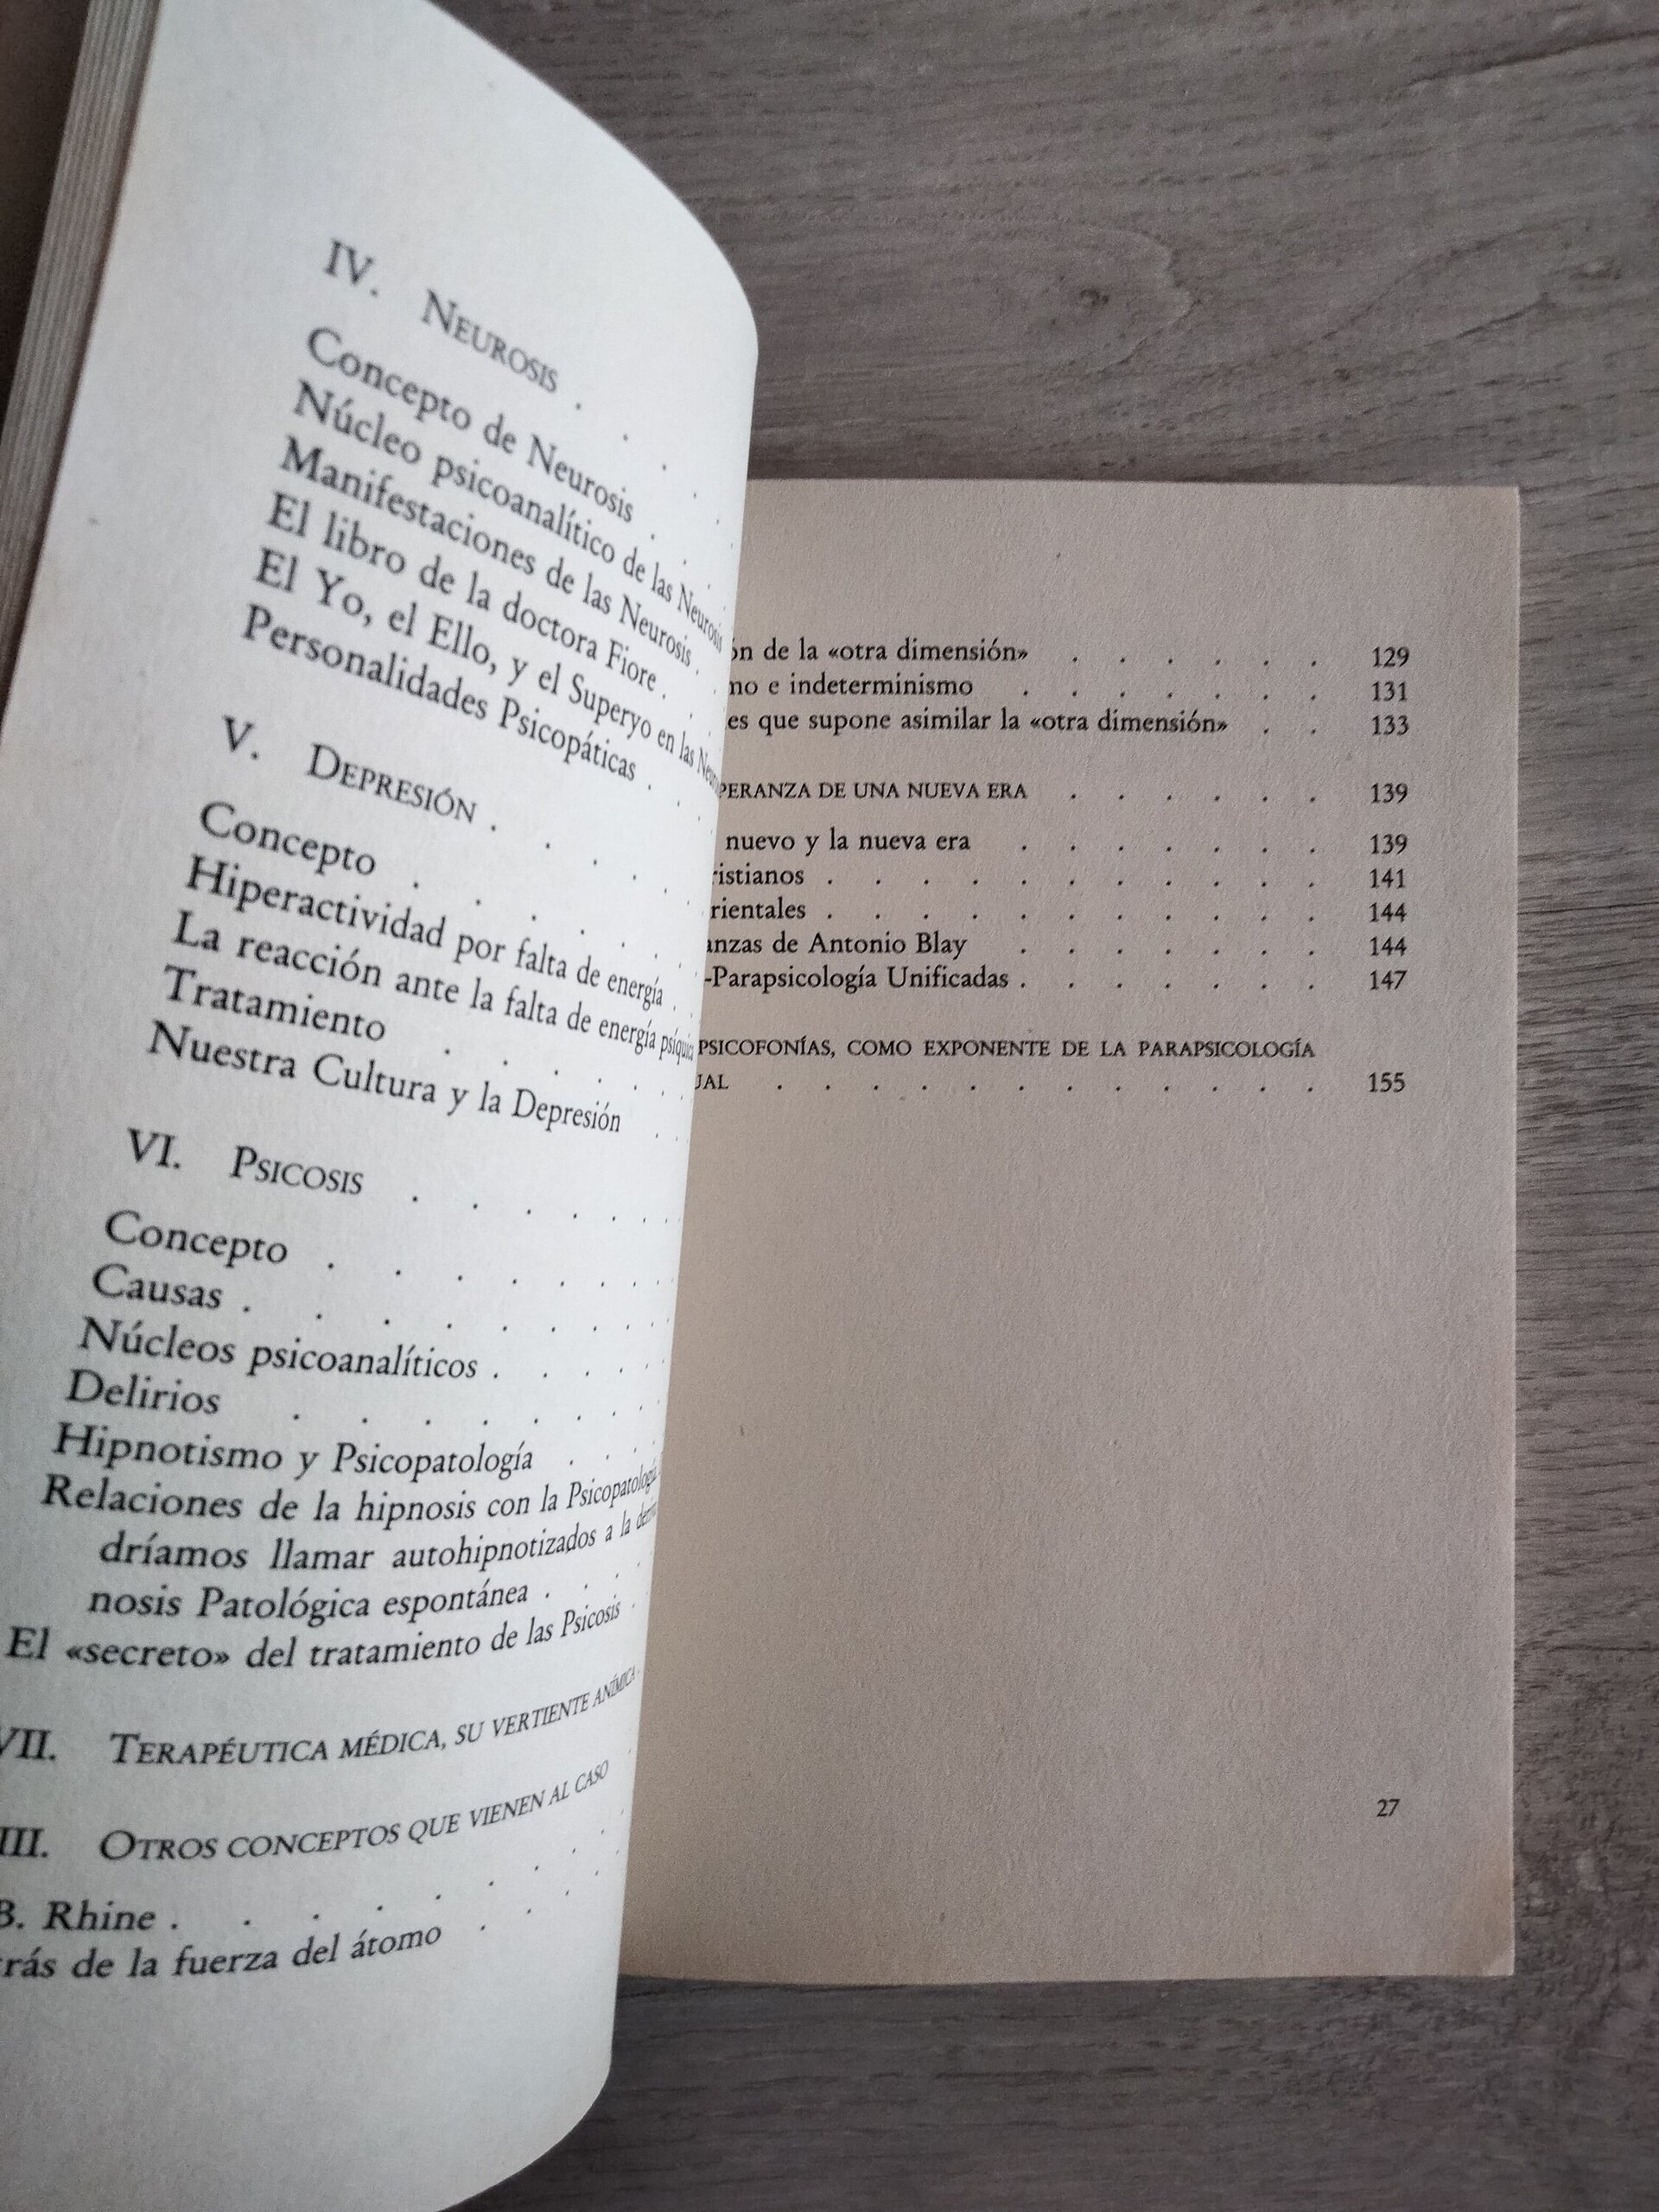 IV. NEUROSIS . . . . .
Concepto de Neurosis . . .
Núcleo psicoanalítico de las Neurosis
Manifestaciones de las Neurosis .
El libro de la doctora Fiore . .
El Yo, el Ello, y el Superyo en las
Personalidades Psicopáticas . .
V. DEPRESIÓN . . . .
Concepto . . . . .
Hiperactividad por falta de energía . .
La reacción ante la falta de energía psíquica
Tratamiento . . . . .
Nuestra Cultura y la Depresión . .
VI. PSICOSIS . . . . . .
Concepto . . . . . . .
Causas . . . . . . . .
Núcleos psicoanalíticos . . . . .
Delirios . . . . . . .
Hipnotismo y Psicopatología . . .
Relaciones de la hipnosis con la Psicopatología
dríamos llamar autohipnotizados a la
nosis Patológica espontánea . . .
El «secreto» del tratamiento de las Psicosis .
VII. TERAPÉUTICA MÉDICA, SU VERTIENTE ANÍMICA .
III. OTROS CONCEPTOS QUE VIENEN AL CASO
B. Rhine . . . . . .
rás de la fuerza del átomo . . .
ón de la «otra dimensión» . . . . . . 129
mo e indeterminismo . . . . . . . 131
es que supone asimilar la «otra dimensión» . . 133
PERANZA DE UNA NUEVA ERA . . . . . . 139
nuevo y la nueva era . . . . . . . 139
ristianos . . . . . . . . . . . 141
rientales . . . . . . . . . . . 144
anzas de Antonio Blay . . . . . . . 144
-Parapsicología Unificadas . . . . . . . 147
PSICOFONÍAS, COMO EXPONENTE DE LA PARAPSICOLOGÍA
UAL . . . . . . . . . . . . 155
27